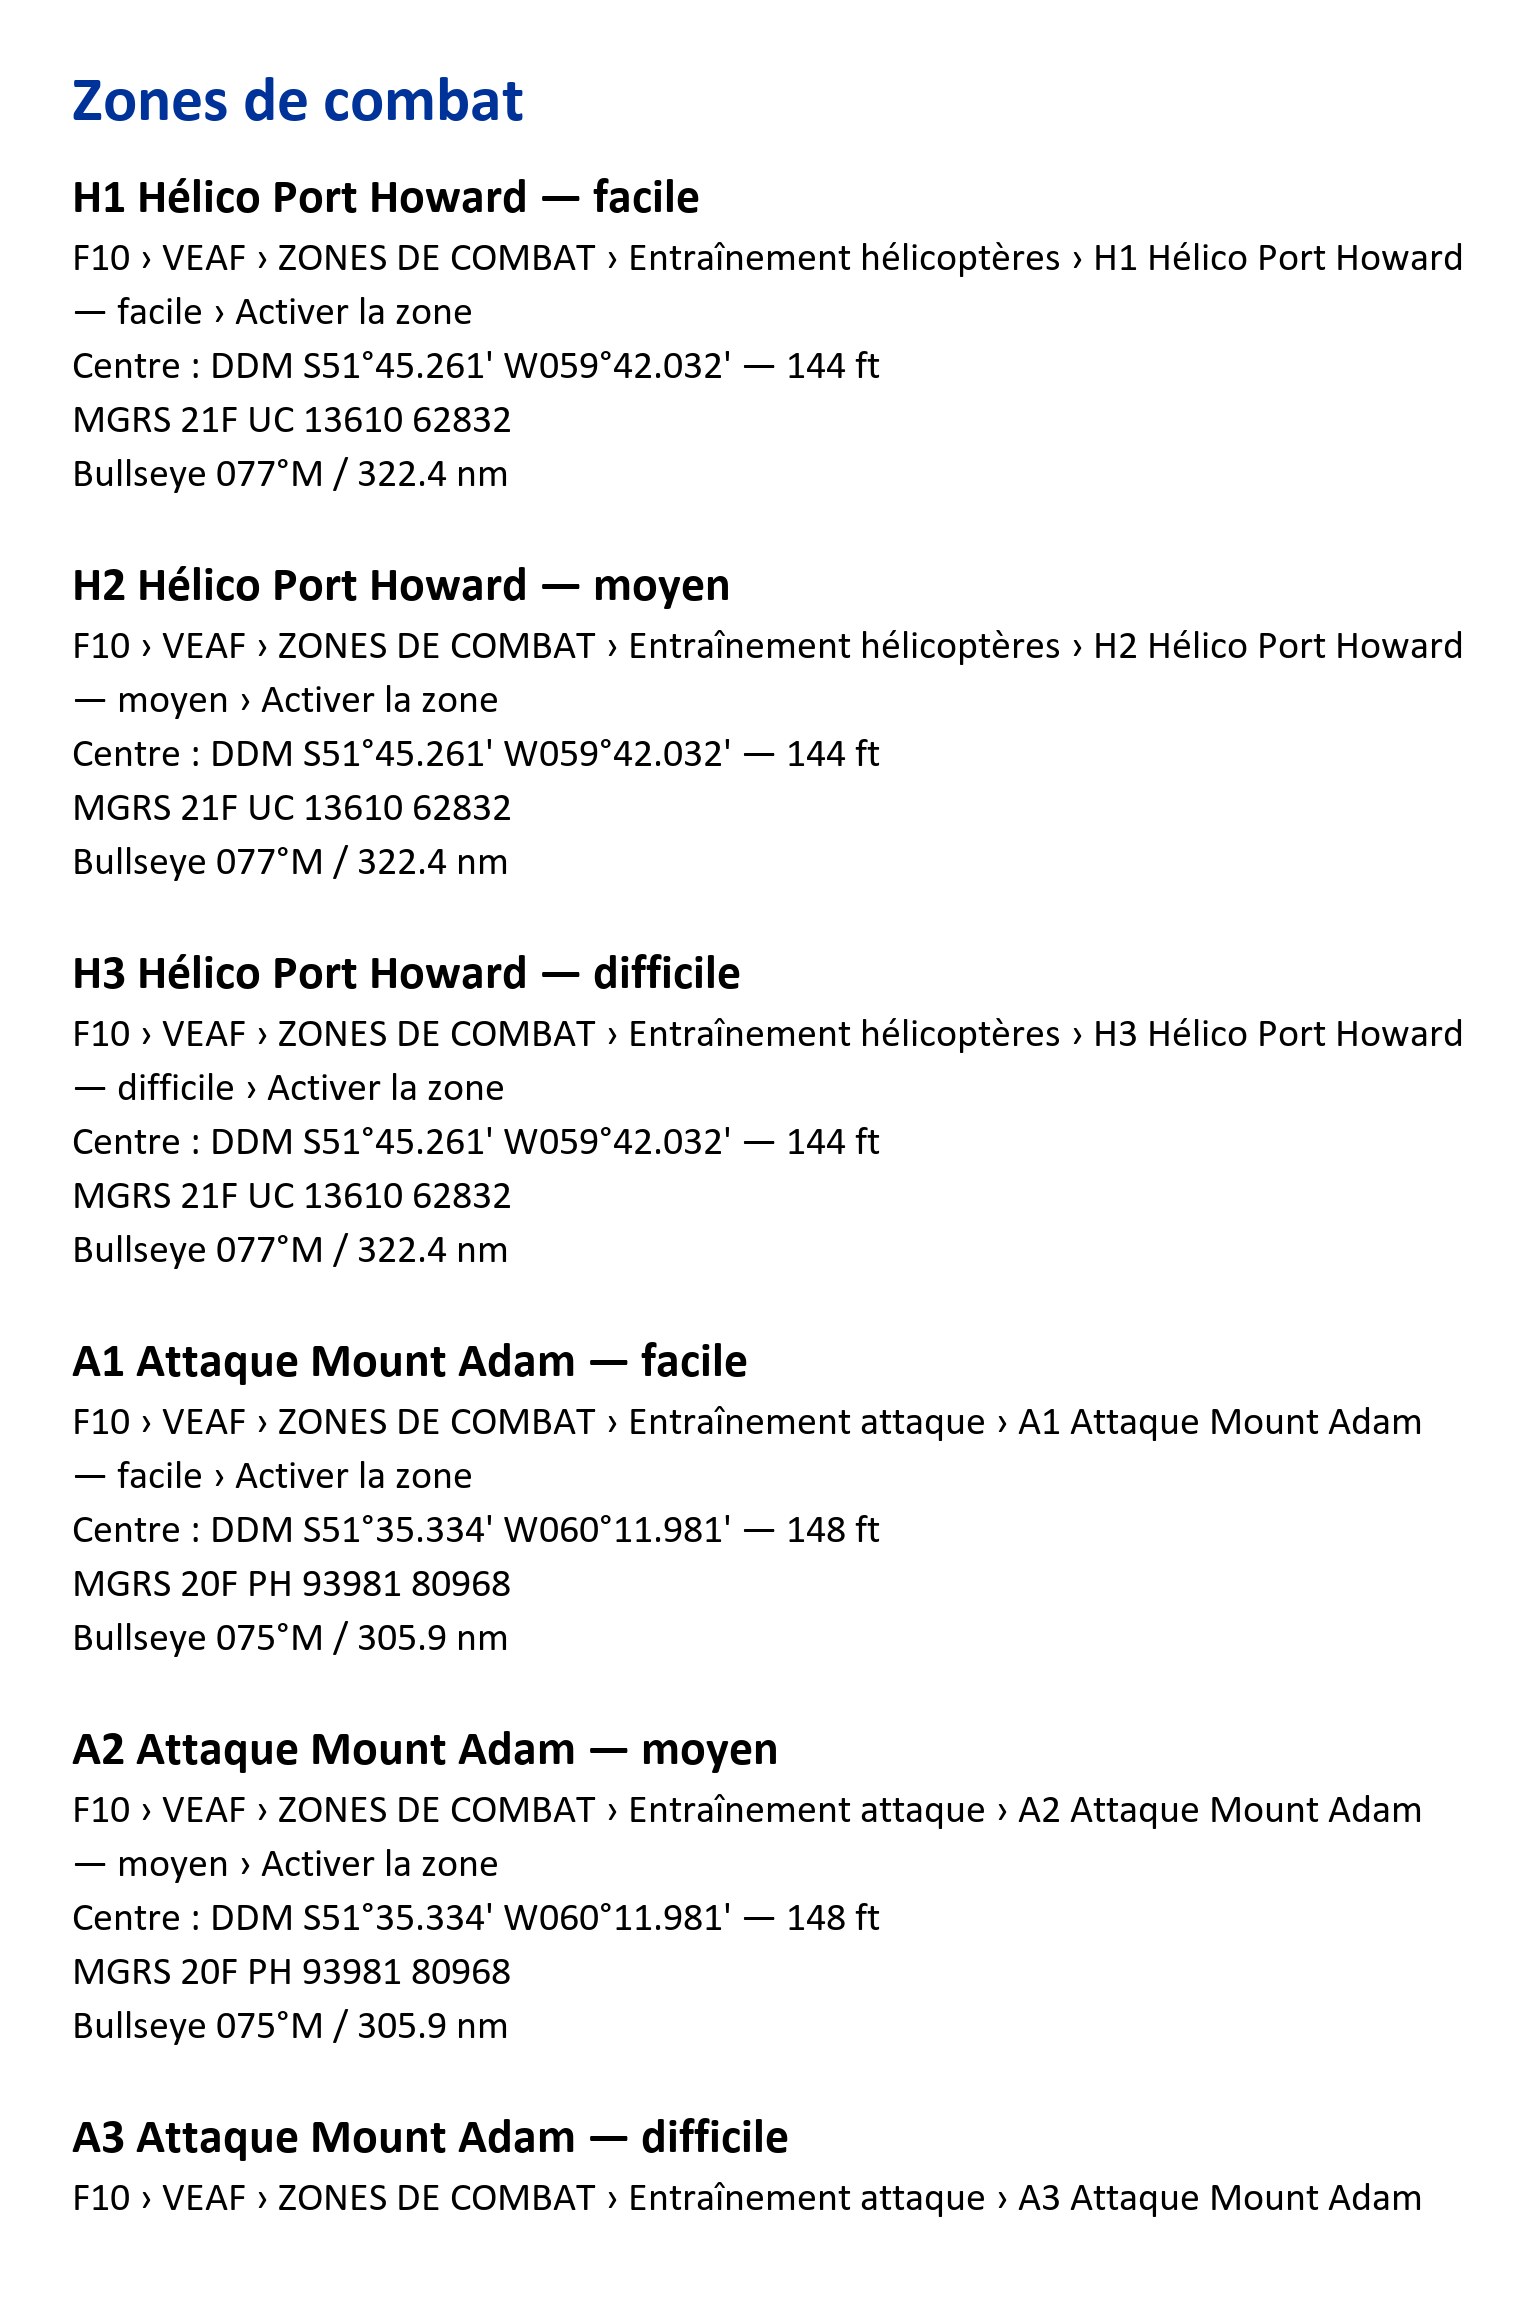 Zones de combat
H1 Hélico Port Howard — facile
F10 › VEAF › ZONES DE COMBAT › Entraînement hélicoptères › H1 Hélico Port Howard
— facile › Activer la zone
Centre : DDM S51°45.261' W059°42.032' — 144 ft
MGRS 21F UC 13610 62832
Bullseye 077°M / 322.4 nm
H2 Hélico Port Howard — moyen
F10 › VEAF › ZONES DE COMBAT › Entraînement hélicoptères › H2 Hélico Port Howard
— moyen › Activer la zone
Centre : DDM S51°45.261' W059°42.032' — 144 ft
MGRS 21F UC 13610 62832
Bullseye 077°M / 322.4 nm
H3 Hélico Port Howard — difficile
F10 › VEAF › ZONES DE COMBAT › Entraînement hélicoptères › H3 Hélico Port Howard
— difficile › Activer la zone
Centre : DDM S51°45.261' W059°42.032' — 144 ft
MGRS 21F UC 13610 62832
Bullseye 077°M / 322.4 nm
A1 Attaque Mount Adam — facile
F10 › VEAF › ZONES DE COMBAT › Entraînement attaque › A1 Attaque Mount Adam
— facile › Activer la zone
Centre : DDM S51°35.334' W060°11.981' — 148 ft
MGRS 20F PH 93981 80968
Bullseye 075°M / 305.9 nm
A2 Attaque Mount Adam — moyen
F10 › VEAF › ZONES DE COMBAT › Entraînement attaque › A2 Attaque Mount Adam
— moyen › Activer la zone
Centre : DDM S51°35.334' W060°11.981' — 148 ft
MGRS 20F PH 93981 80968
Bullseye 075°M / 305.9 nm
A3 Attaque Mount Adam — difficile
F10 › VEAF › ZONES DE COMBAT › Entraînement attaque › A3 Attaque Mount Adam